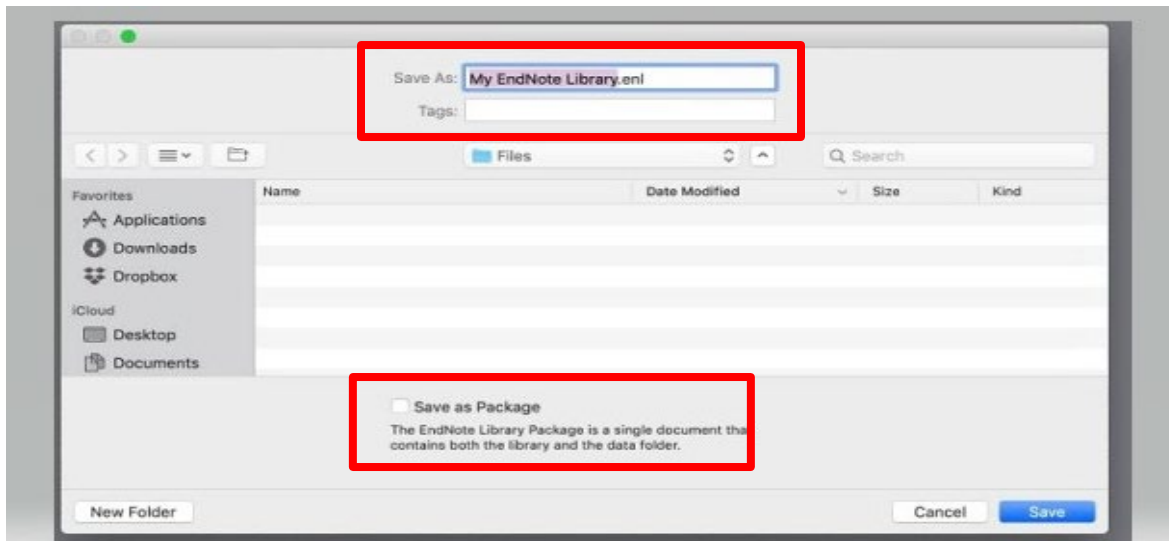 Save As: My EndNote Library.enl
Tags:
Files
Search
Favorites
Name Date Modified Size Kind
Applications
Downloads
Dropbox
iCloud
Desktop
Documents
Save as Package
The EndNote Library Package is a single document tha
contains both the library and the data folder.
New Folder Cancel Save